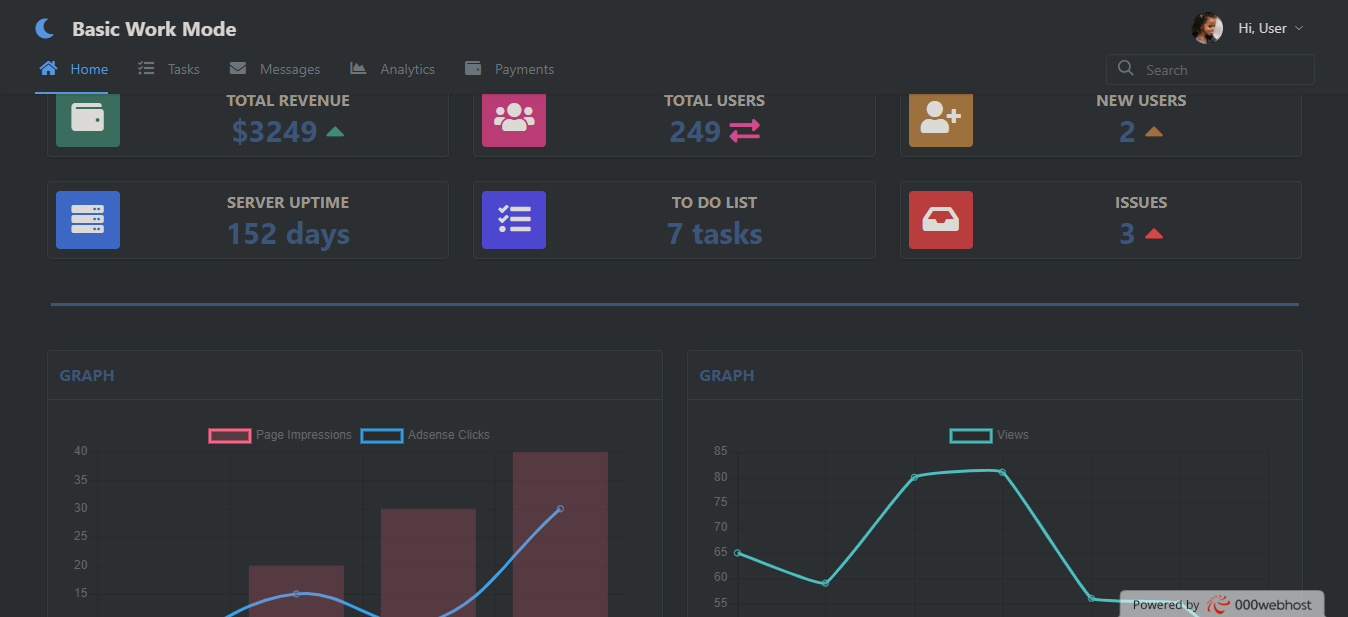 Basic Work Mode
Hi, User
Home Tasks Messages Analytics Payments
Search
TOTAL REVENUE
$3249
TOTAL USERS
249
NEW USERS
2
SERVER UPTIME
152 days
TO DO LIST
7 tasks
ISSUES
3
GRAPH
Page Impressions Adsense Clicks
40
35
30
25
20
15
GRAPH
Views
85
80
75
70
65
60
55
Powered by 000webhost